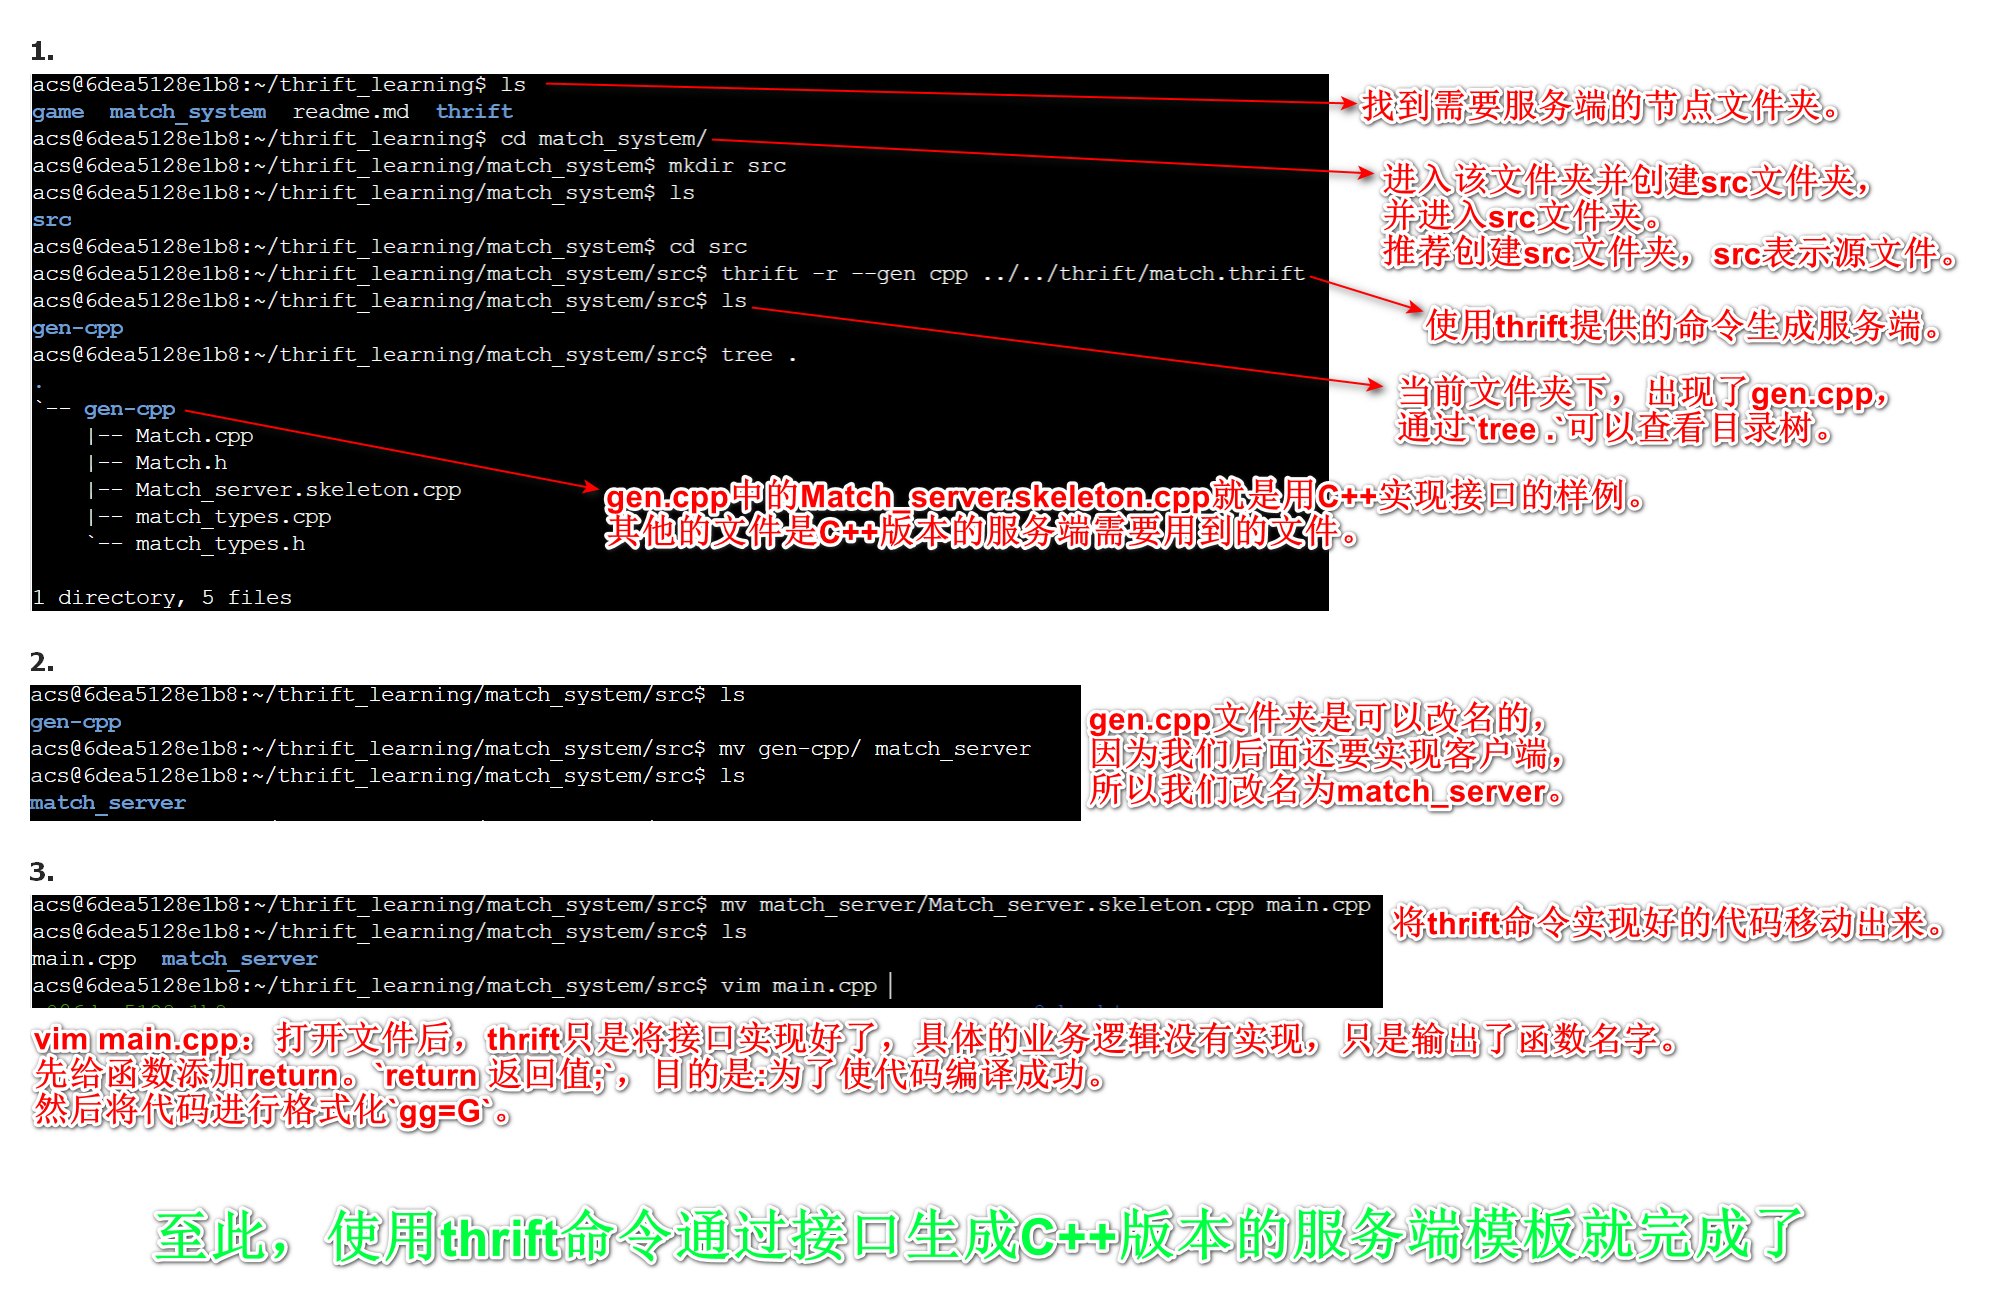 1.
acs@6dea5128e1b8:~/thrift_learning$ ls
game  match_system  readme.md  thrift
acs@6dea5128e1b8:~/thrift_learning$ cd match_system/
acs@6dea5128e1b8:~/thrift_learning/match_system$ mkdir src
acs@6dea5128e1b8:~/thrift_learning/match_system$ ls
src
acs@6dea5128e1b8:~/thrift_learning/match_system$ cd src
acs@6dea5128e1b8:~/thrift_learning/match_system/src$ thrift -r --gen cpp ../../thrift/match.thrift
acs@6dea5128e1b8:~/thrift_learning/match_system/src$ ls
gen-cpp
acs@6dea5128e1b8:~/thrift_learning/match_system/src$ tree .
.
`-- gen-cpp
    |-- Match.cpp
    |-- Match.h
    |-- Match_server.skeleton.cpp
    |-- match_types.cpp
    `-- match_types.h
1 directory, 5 files
找到需要服务端的节点文件夹。
进入该文件夹并创建src文件夹，
并进入src文件夹。
推荐创建src文件夹，src表示源文件。
使用thrift提供的命令生成服务端。
当前文件夹下，出现了gen.cpp，
通过`tree .`可以查看目录树。
gen.cpp中的Match_server.skeleton.cpp就是用C++实现接口的样例。
其他的文件是C++版本的服务端需要用到的文件。
2.
acs@6dea5128e1b8:~/thrift_learning/match_system/src$ ls
gen-cpp
acs@6dea5128e1b8:~/thrift_learning/match_system/src$ mv gen-cpp/ match_server
acs@6dea5128e1b8:~/thrift_learning/match_system/src$ ls
match_server
gen.cpp文件夹是可以改名的，
因为我们后面还要实现客户端，
所以我们改名为match_server。
3.
acs@6dea5128e1b8:~/thrift_learning/match_system/src$ mv match_server/Match_server.skeleton.cpp main.cpp
acs@6dea5128e1b8:~/thrift_learning/match_system/src$ ls
main.cpp  match_server
acs@6dea5128e1b8:~/thrift_learning/match_system/src$ vim main.cpp
将thrift命令实现好的代码移动出来。
vim main.cpp：打开文件后，thrift只是将接口实现好了，具体的业务逻辑没有实现，只是输出了函数名字。
先给函数添加return。`return 返回值;`，目的是:为了使代码编译成功。
然后将代码进行格式化`gg=G`。
至此，使用thrift命令通过接口生成C++版本的服务端模板就完成了